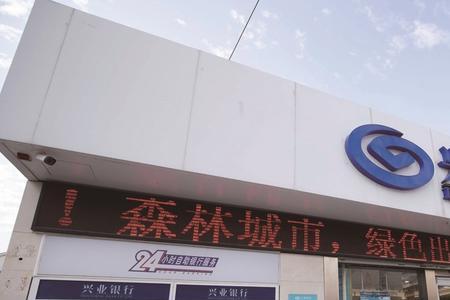 ！森林城市，绿色出
24小时自助银行服务
兴业银行 兴业银行